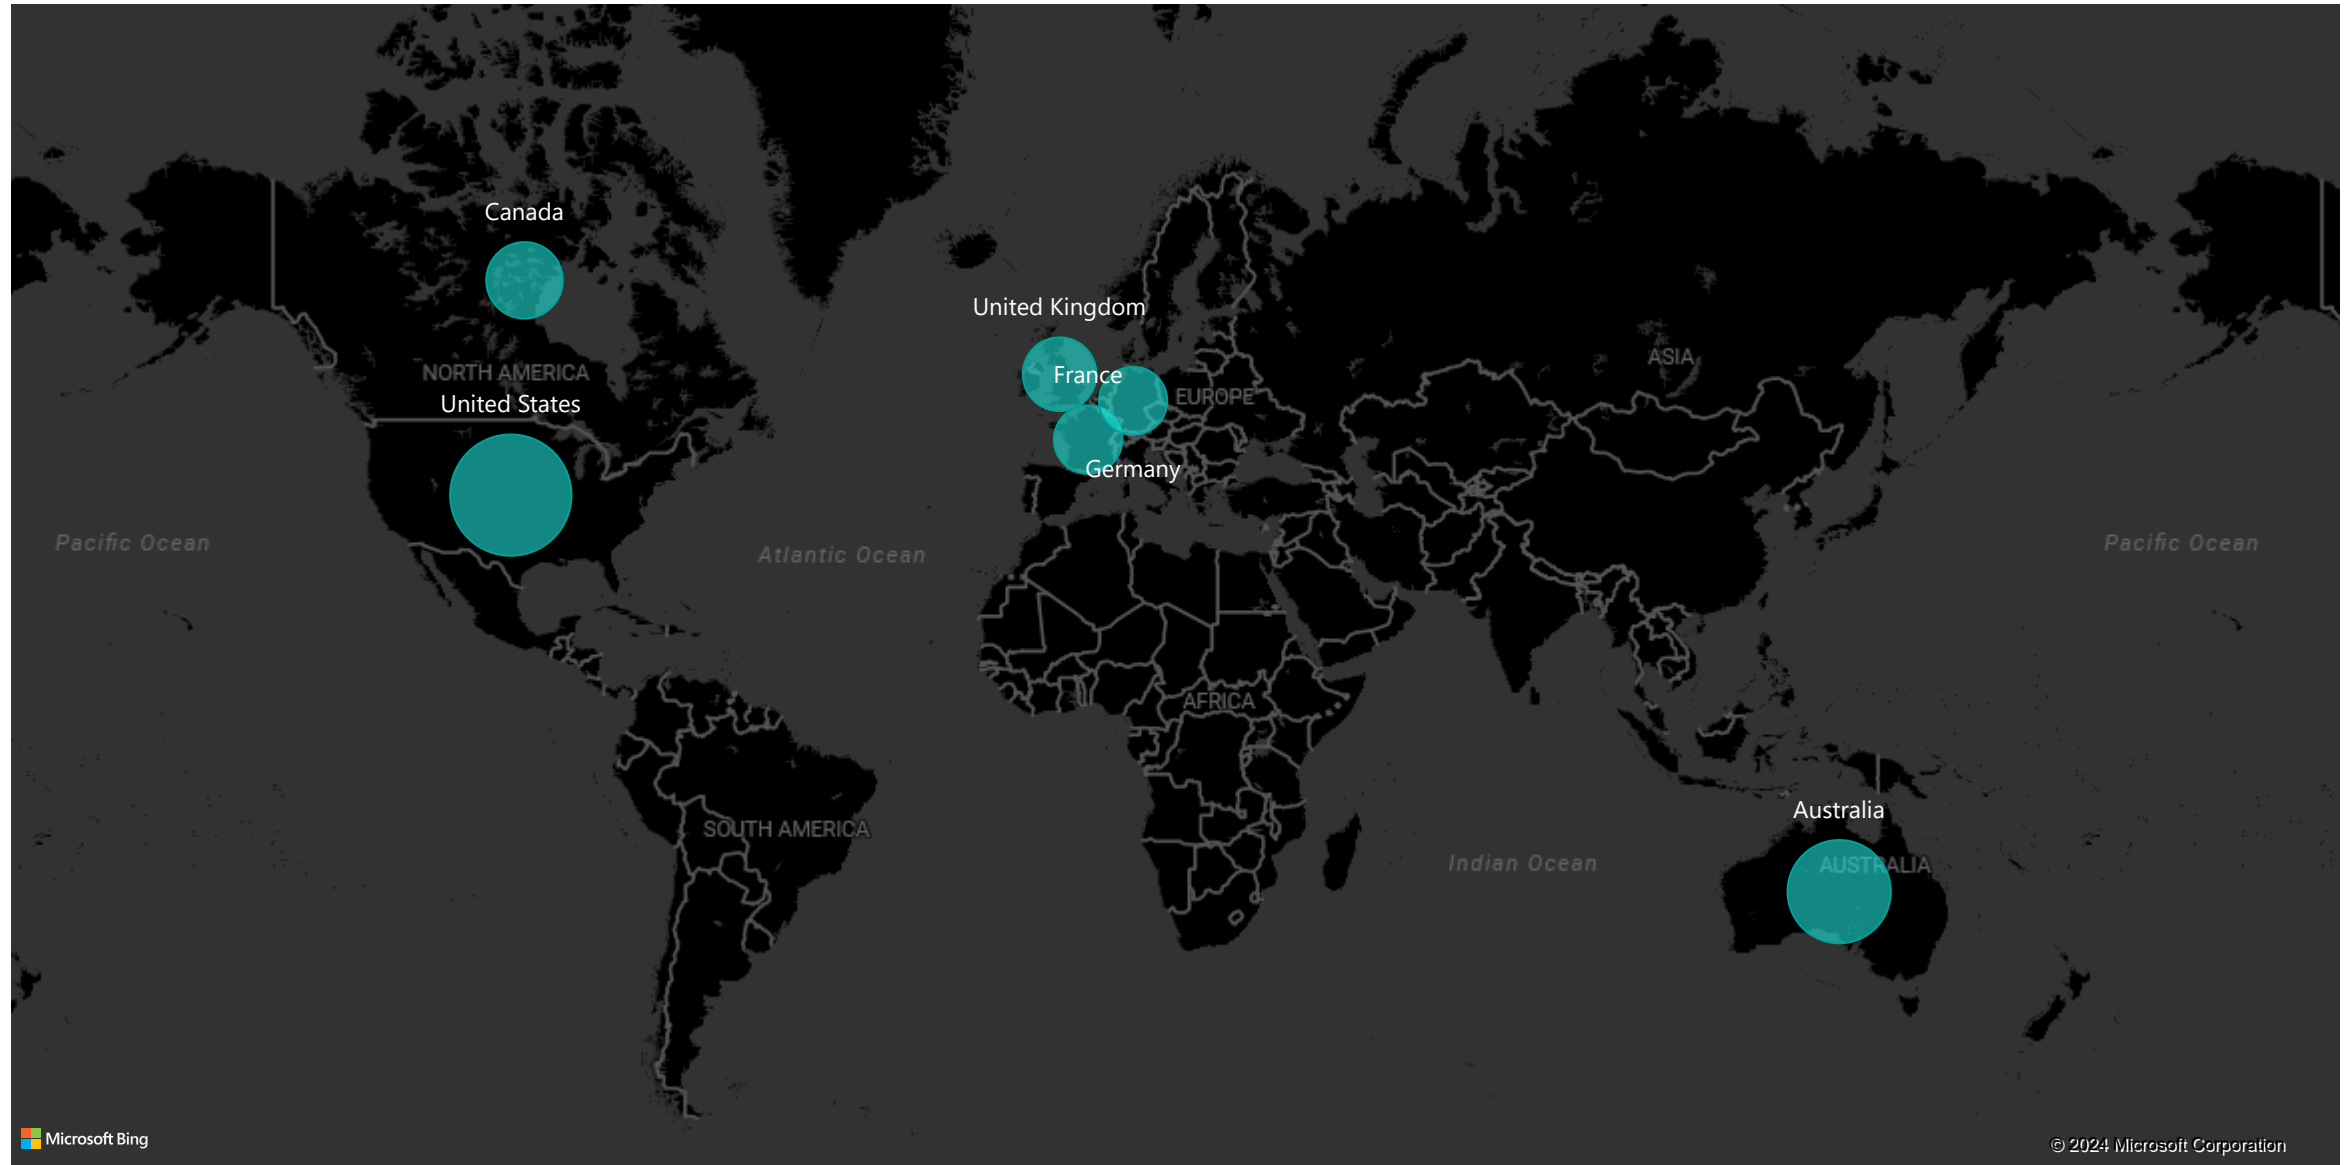 Canada
United Kingdom
ASIA
NORTH AMERICA
France
EUROPE
United States
Germany
Pacific Ocean
Atlantic Ocean
Pacific Ocean
AFRICA
Australia
SOUTH AMERICA
Indian Ocean
AUSTRALIA
Microsoft Bing
© 2024 Microsoft Corporation